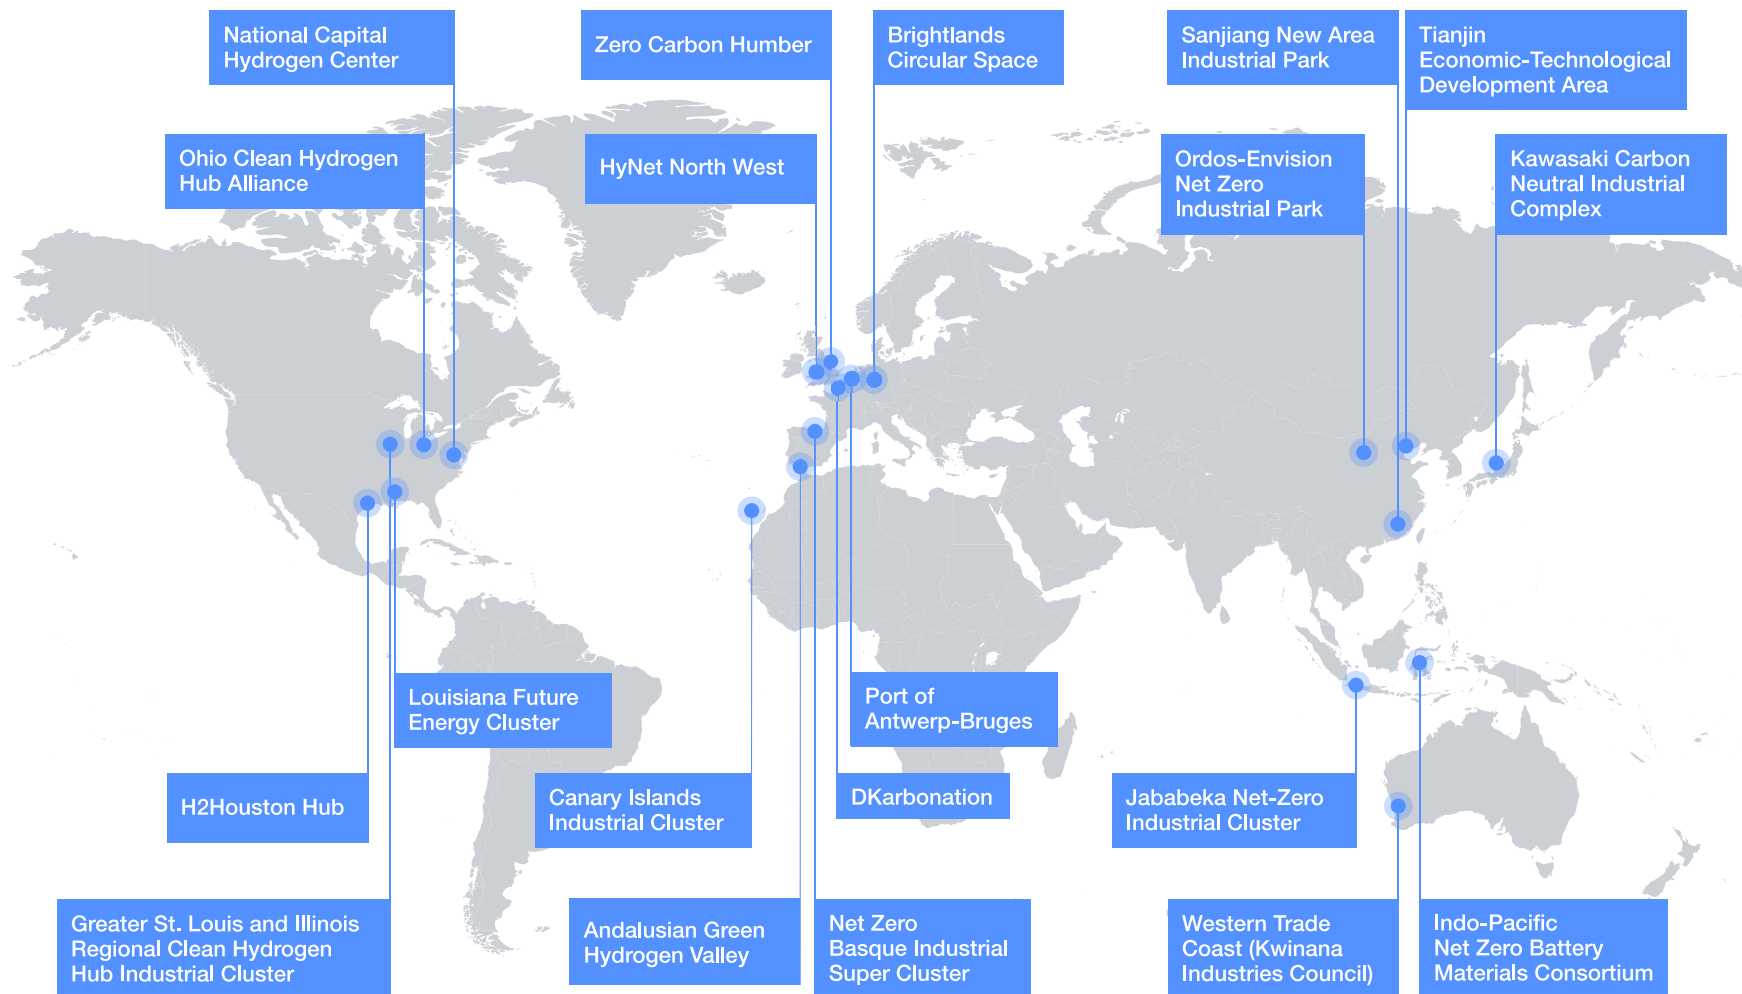 National Capital
Hydrogen Center
Zero Carbon Humber
Brightlands
Circular Space
Sanjiang New Area
Industrial Park
Tianjin
Economic-Technological
Development Area
Ohio Clean Hydrogen
Hub Alliance
HyNet North West
Ordos-Envision
Net Zero
Industrial Park
Kawasaki Carbon
Neutral Industrial
Complex
Louisiana Future
Energy Cluster
Port of
Antwerp-Bruges
H2Houston Hub
Canary Islands
Industrial Cluster
DKarbonation
Jababeka Net-Zero
Industrial Cluster
Greater St. Louis and Illinois
Regional Clean Hydrogen
Hub Industrial Cluster
Andalusian Green
Hydrogen Valley
Net Zero
Basque Industrial
Super Cluster
Western Trade
Coast (Kwinana
Industries Council)
Indo-Pacific
Net Zero Battery
Materials Consortium